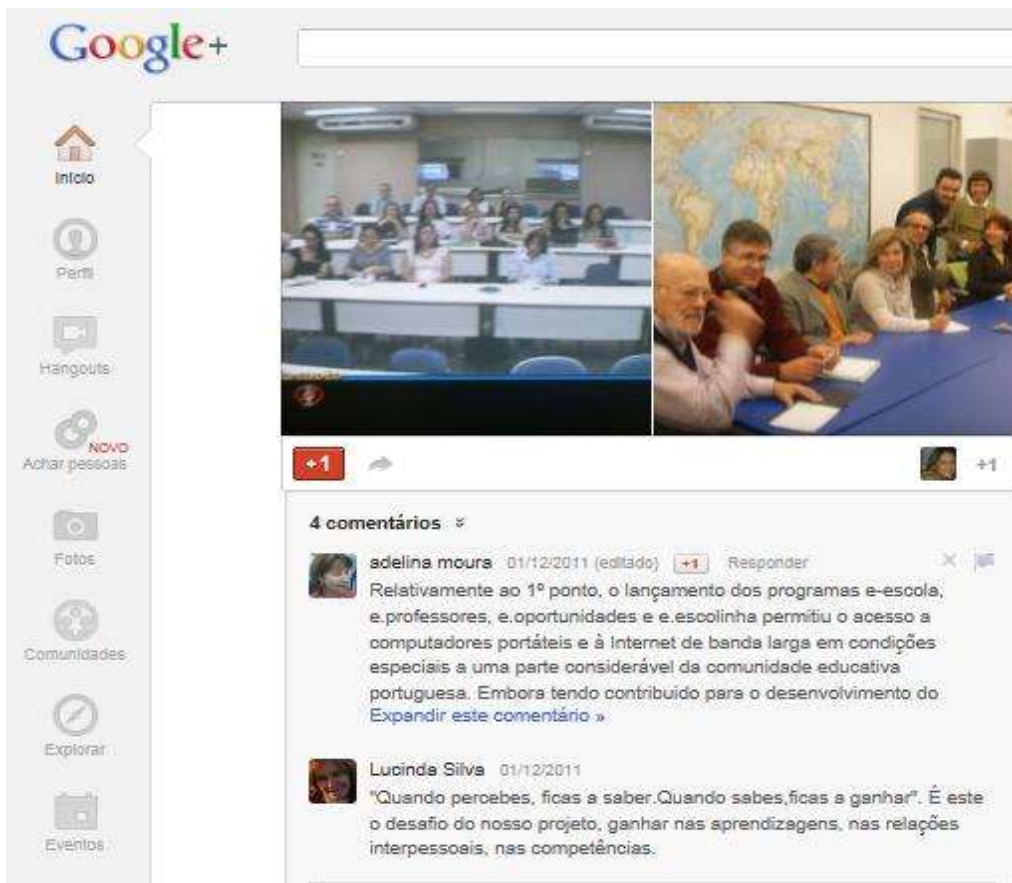 Google+
Início
Perfil
Hangouts
NOVO
Achar pessoas
Fotos
Comunidades
Explorar
Eventos
+1
+1
4 comentários
adelina moura 01/12/2011 (editado) +1 Responder
Relativamente ao 1º ponto, o lançamento dos programas e-escola,
e.professores, e.oportunidades e e.escolinha permitiu o acesso a
computadores portáteis e à Internet de banda larga em condições
especiais a uma parte considerável da comunidade educativa
portuguesa. Embora tendo contribuido para o desenvolvimento do
Expandir este comentário »
Lucinda Silva 01/12/2011
"Quando percebes, ficas a saber.Quando sabes,ficas a ganhar". É este
o desafio do nosso projeto, ganhar nas aprendizagens, nas relações
interpessoais, nas competências.